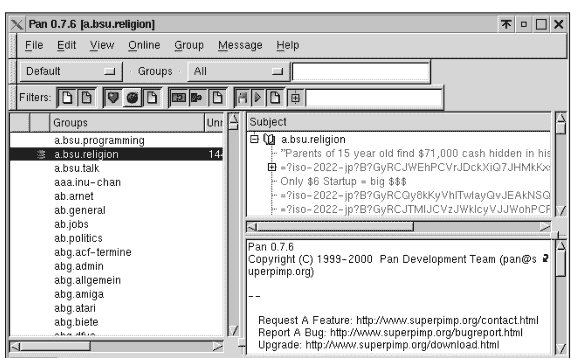 Pan 0.7.6 [a.bsu.religion]
File Edit View Online Group Message Help
Default Groups All
Filters:
Groups Unr
a.bsu.programming
a.bsu.religion 144
a.bsu.talk
aaa.inu-chan
ab.arnet
ab.general
ab.jobs
ab.politics
abg.acf-termine
abg.admin
abg.allgemein
abg.amiga
abg.atari
abg.biete
Subject
a.bsu.religion
"Parents of 15 year old find $71,000 cash hidden in his
=?iso-2022-jp?B?GyRCJWEhPCVrJDckXiQ7JHMkKxs
Only $6 Startup = big $$$
=?iso-2022-jp?B?GyRCQy8kKyVhITwlayQvJEAkNSQ
=?iso-2022-jp?B?GyRCJTMlJCVzJWklcyVJJWohPCF
Pan 0.7.6
Copyright (C) 1999-2000 Pan Development Team (pan@s
uperpimp.org)
--
Request A Feature: http://www.superpimp.org/contact.html
Report A Bug: http://www.superpimp.org/bugreport.html
Upgrade: http://www.superpimp.org/download.html